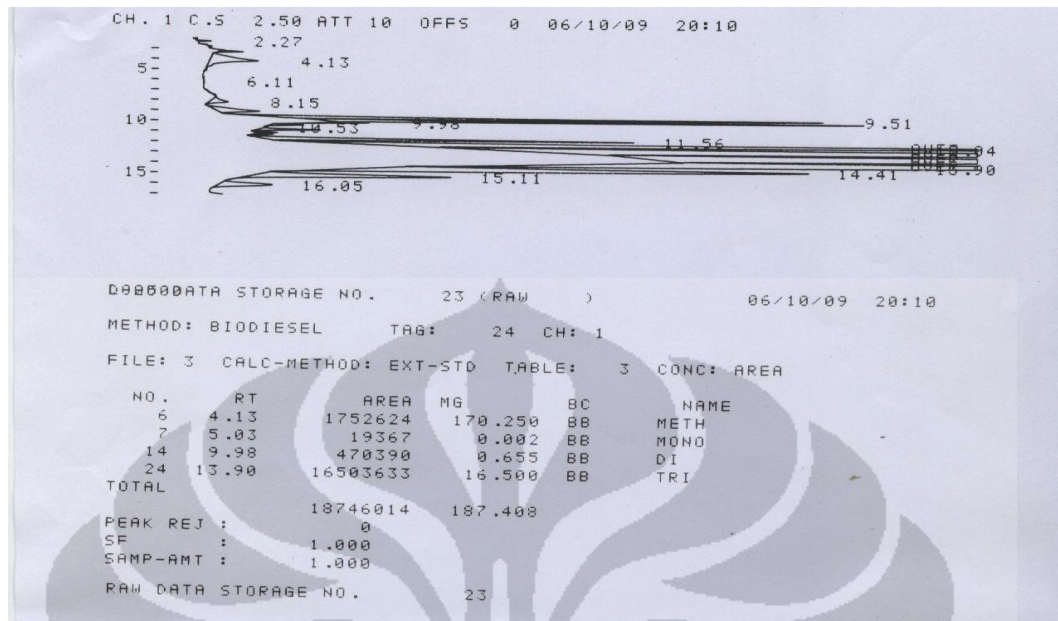 CH. 1 C.S 2.50 ATT 10 OFFS 0 06/10/09 20:10
2.27
5 4.13
6.11
8.15
10 9.98 9.51
10.53
11.56
.04
15 15.11 14.41 13.90
16.05
DATA STORAGE NO. 23 (RAW ) 06/10/09 20:10
METHOD: BIODIESEL TAG: 24 CH: 1
FILE: 3 CALC-METHOD: EXT-STD TABLE: 3 CONC: AREA
NO. RT AREA MG BC NAME
6 4.13 1752624 170.250 BB METH
7 5.03 19367 0.002 BB MONO
14 9.98 470390 0.655 BB DI
24 13.90 16503633 16.500 BB TRI
TOTAL
18746014 187.408
PEAK REJ : 0
SF : 1.000
SAMP-AMT : 1.000
RAW DATA STORAGE NO. 23